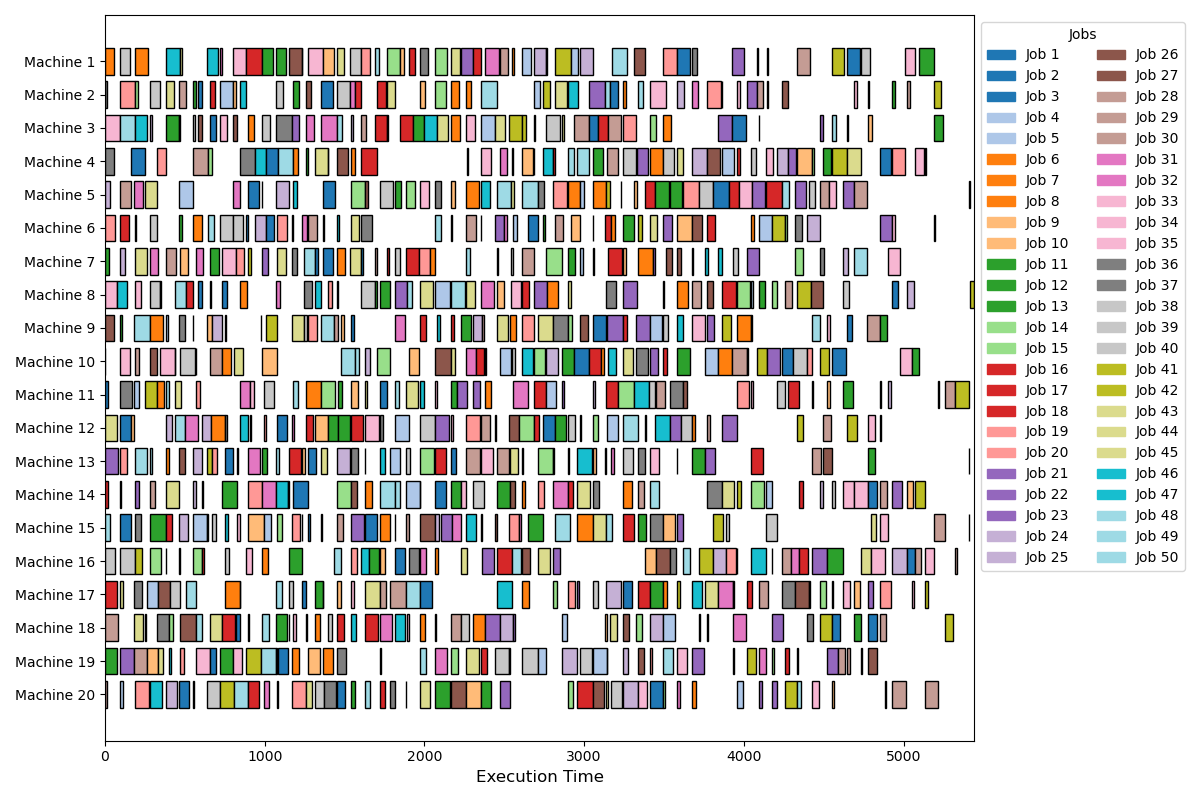 Machine 1
Machine 2
Machine 3
Machine 4
Machine 5
Machine 6
Machine 7
Machine 8
Machine 9
Machine 10
Machine 11
Machine 12
Machine 13
Machine 14
Machine 15
Machine 16
Machine 17
Machine 18
Machine 19
Machine 20
0 1000 2000 3000 4000 5000
Execution Time
Jobs
Job 1
Job 2
Job 3
Job 4
Job 5
Job 6
Job 7
Job 8
Job 9
Job 10
Job 11
Job 12
Job 13
Job 14
Job 15
Job 16
Job 17
Job 18
Job 19
Job 20
Job 21
Job 22
Job 23
Job 24
Job 25
Job 26
Job 27
Job 28
Job 29
Job 30
Job 31
Job 32
Job 33
Job 34
Job 35
Job 36
Job 37
Job 38
Job 39
Job 40
Job 41
Job 42
Job 43
Job 44
Job 45
Job 46
Job 47
Job 48
Job 49
Job 50